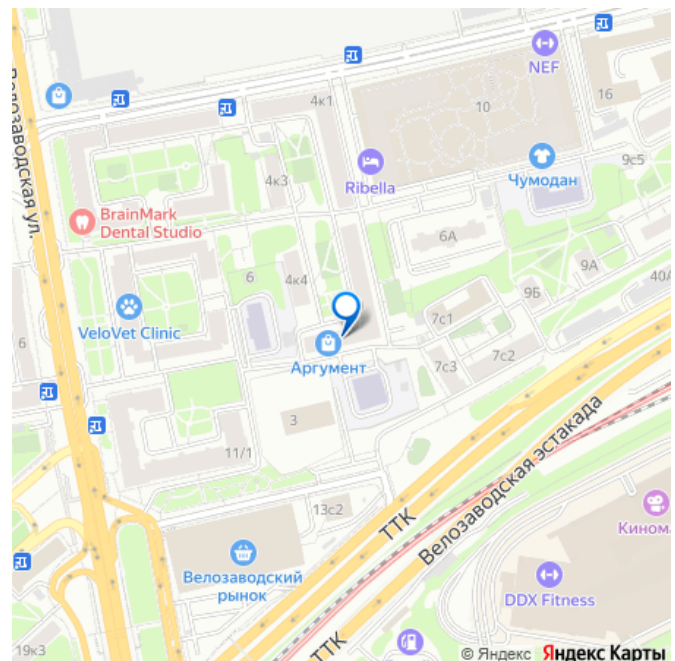 NEF
4к1
10
16
Велозаводская ул.
4к3
Ribella
Чумодан
9с5
BrainMark
Dental Studio
6А
6
4к4
9А
40А
9Б
VeloVet Clinic
7с1
6
Аргумент
7с3
7с2
3
11/1
13с2
ТТК
Велозаводская эстакада
Велозаводский
рынок
Кином
DDX Fitness
19к3
ТТК
© Яндекс Яндекс Карты